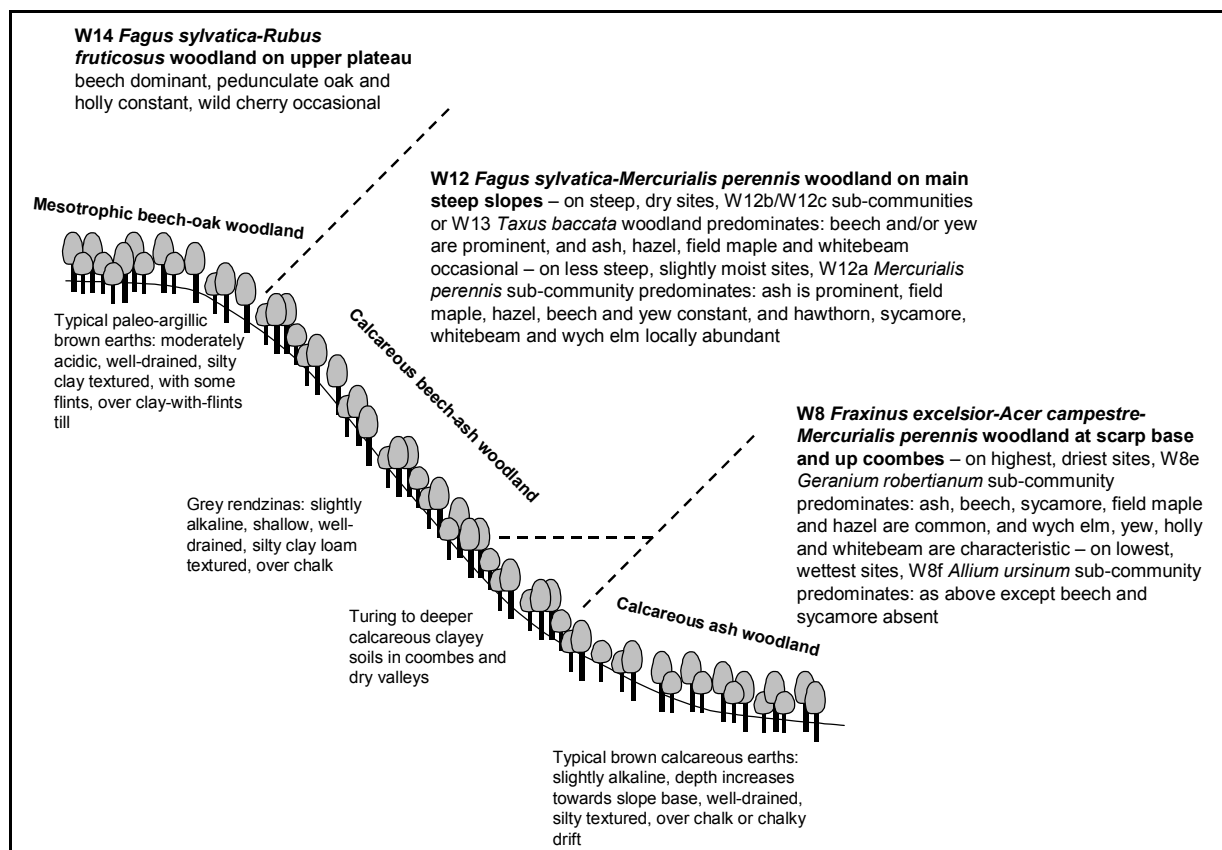 W14 Fagus sylvatica-Rubus
fruticosus woodland on upper plateau
beech dominant, pedunculate oak and
holly constant, wild cherry occasional
Mesotrophic beech-oak woodland
W12 Fagus sylvatica-Mercurialis perennis woodland on main
steep slopes – on steep, dry sites, W12b/W12c sub-communities
or W13 Taxus baccata woodland predominates: beech and/or yew
are prominent, and ash, hazel, field maple and whitebeam
occasional – on less steep, slightly moist sites, W12a Mercurialis
perennis sub-community predominates: ash is prominent, field
maple, hazel, beech and yew constant, and hawthorn, sycamore,
whitebeam and wych elm locally abundant
Typical paleo-argillic
brown earths: moderately
acidic, well-drained, silty
clay textured, with some
flints, over clay-with-flints
till
Calcareous beech-ash woodland
W8 Fraxinus excelsior-Acer campestre-
Mercurialis perennis woodland at scarp base
and up coombes – on highest, driest sites, W8e
Geranium robertianum sub-community
predominates: ash, beech, sycamore, field maple
and hazel are common, and wych elm, yew, holly
and whitebeam are characteristic – on lowest,
wettest sites, W8f Allium ursinum sub-community
predominates: as above except beech and
sycamore absent
Grey rendzinas: slightly
alkaline, shallow, well-
drained, silty clay loam
textured, over chalk
Turing to deeper
calcareous clayey
soils in coombes and
dry valleys
Calcareous ash woodland
Typical brown calcareous earths:
slightly alkaline, depth increases
towards slope base, well-drained,
silty textured, over chalk or chalky
drift